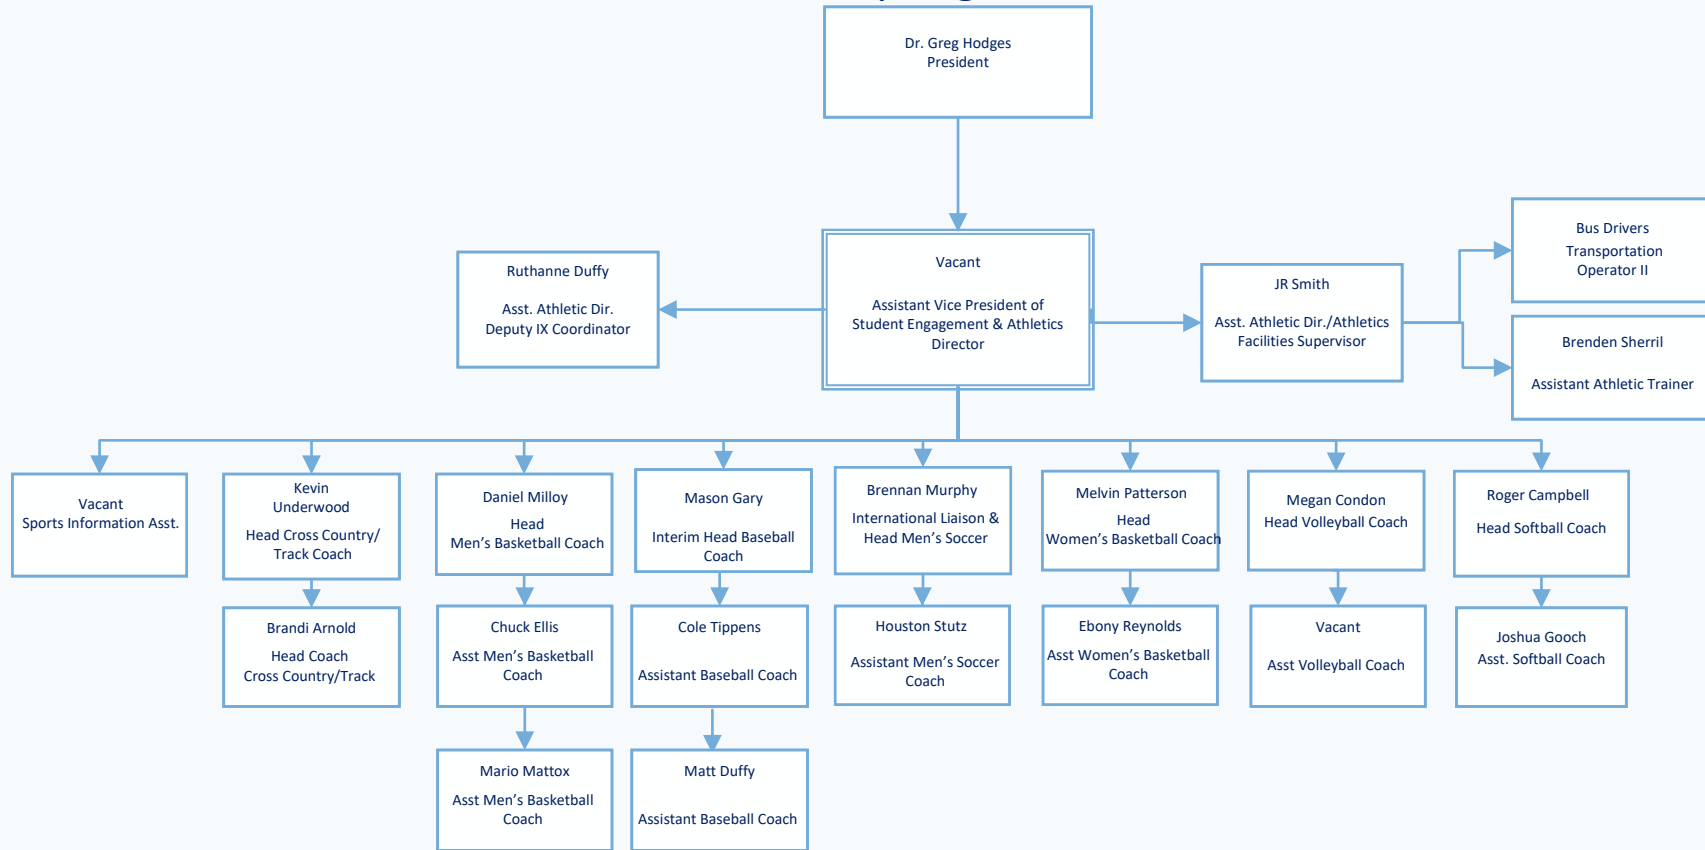 Dr. Greg Hodges
President
Vacant
Assistant Vice President of
Student Engagement & Athletics
Director
Ruthanne Duffy
Asst. Athletic Dir.
Deputy IX Coordinator
JR Smith
Asst. Athletic Dir./Athletics
Facilities Supervisor
Bus Drivers
Transportation
Operator II
Brenden Sherril
Assistant Athletic Trainer
Vacant
Sports Information Asst.
Kevin
Underwood
Head Cross Country/
Track Coach
Daniel Milloy
Head
Men's Basketball Coach
Mason Gary
Interim Head Baseball
Coach
Brennan Murphy
International Liaison &
Head Men's Soccer
Melvin Patterson
Head
Women's Basketball Coach
Megan Condon
Head Volleyball Coach
Roger Campbell
Head Softball Coach
Brandi Arnold
Head Coach
Cross Country/Track
Chuck Ellis
Asst Men's Basketball
Coach
Cole Tippens
Assistant Baseball Coach
Houston Stutz
Assistant Men's Soccer
Coach
Ebony Reynolds
Asst Women's Basketball
Coach
Vacant
Asst Volleyball Coach
Joshua Gooch
Asst. Softball Coach
Mario Mattox
Asst Men's Basketball
Coach
Matt Duffy
Assistant Baseball Coach